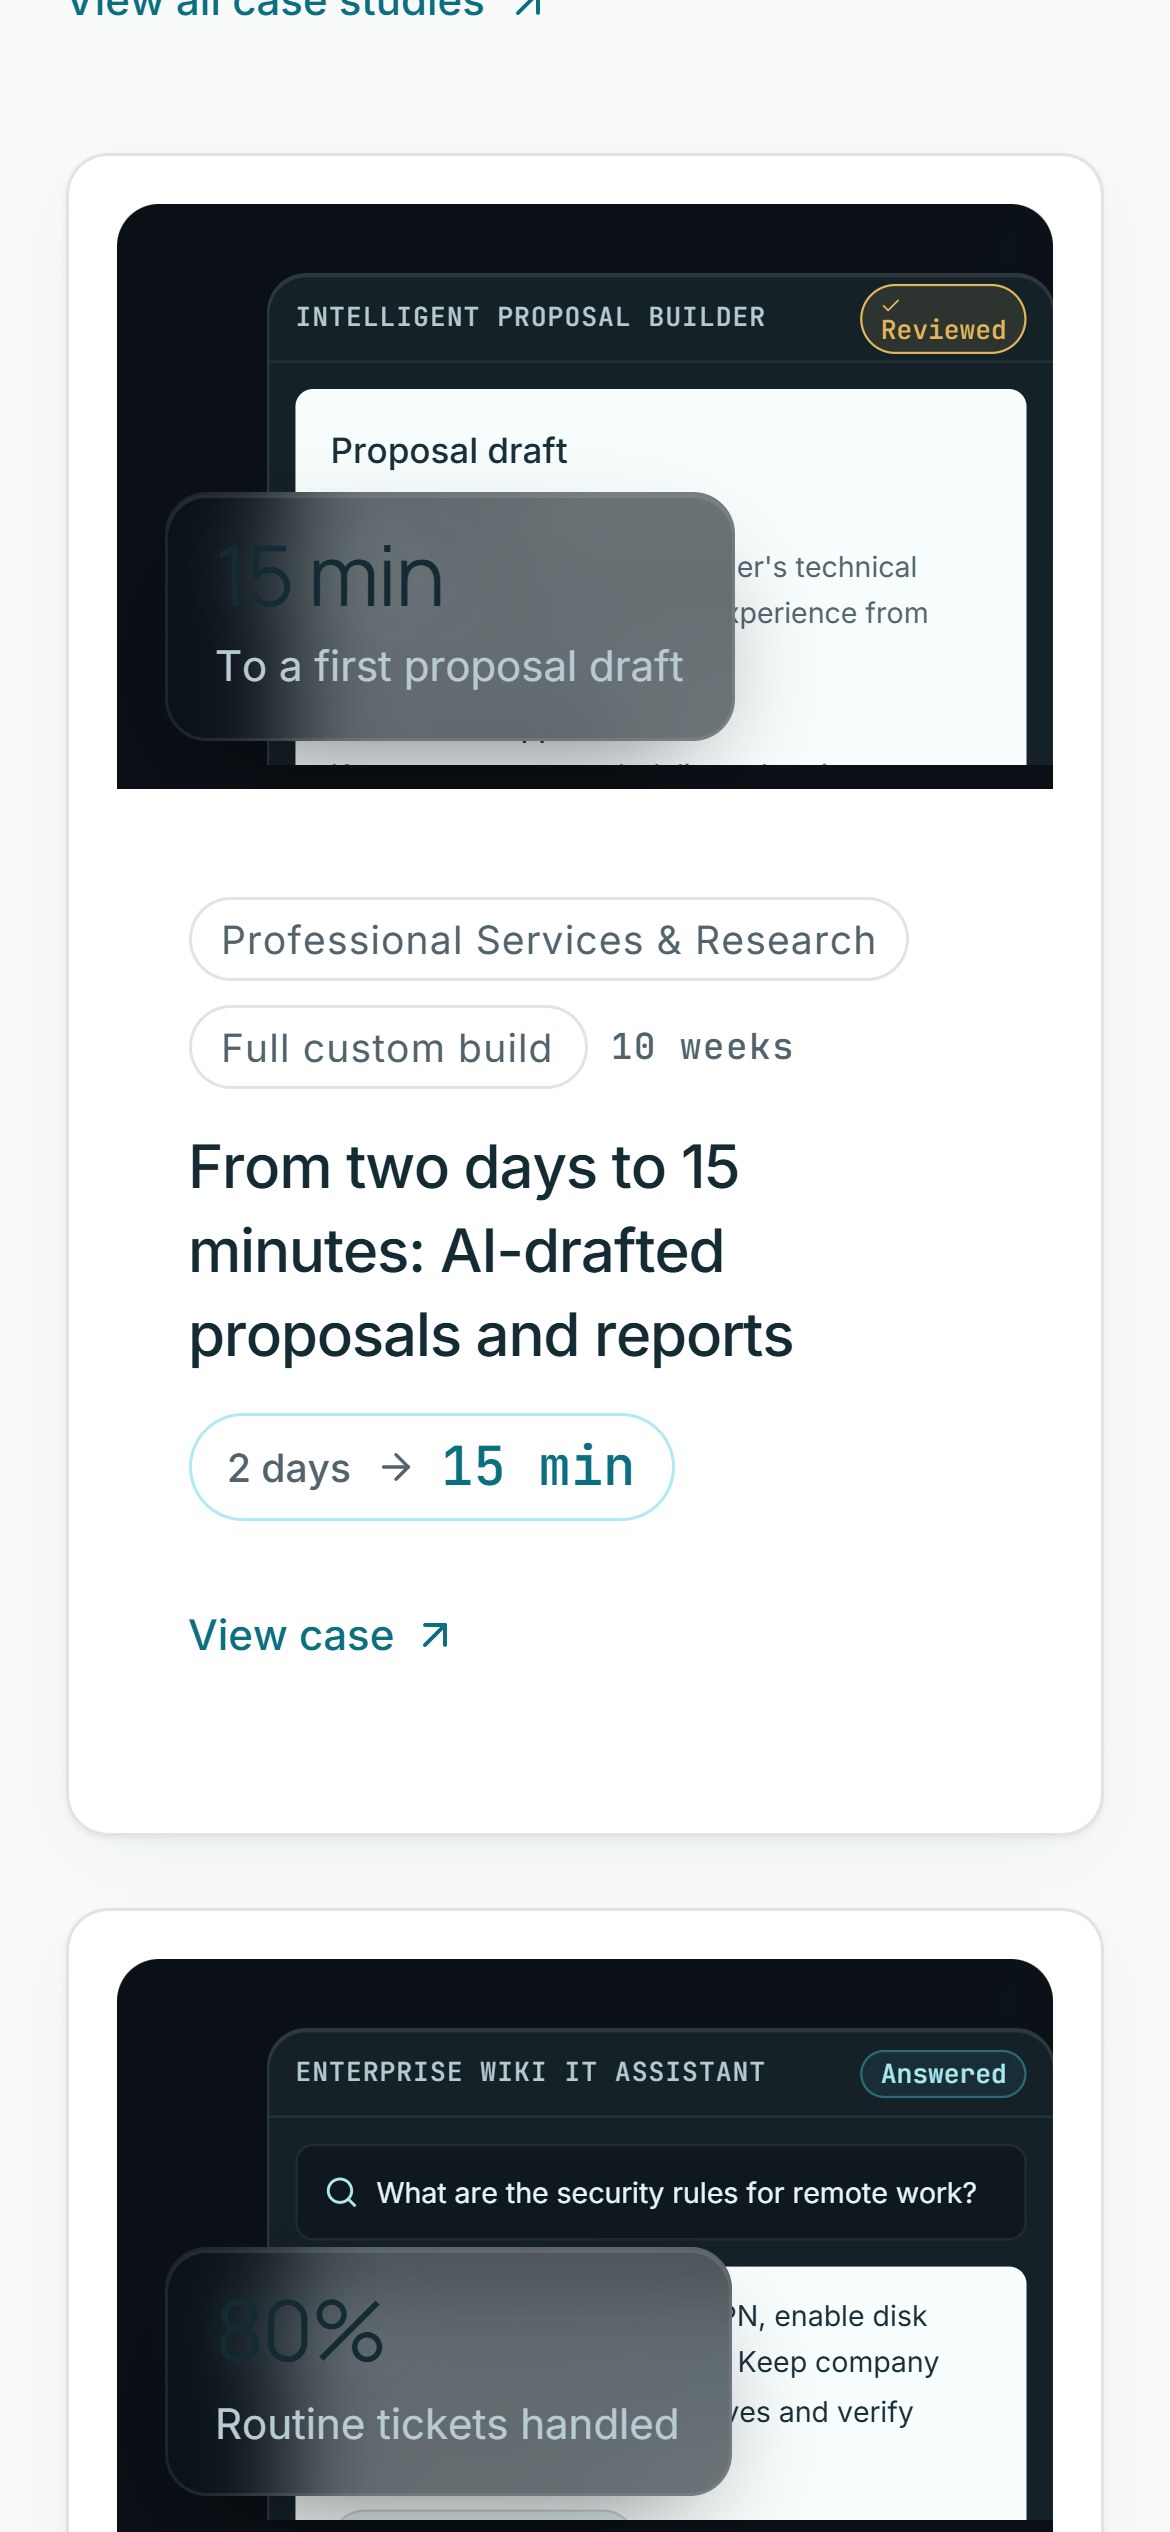 View all case studies
INTELLIGENT PROPOSAL BUILDER
Reviewed
Proposal draft
er's technical
xperience from
15 min
To a first proposal draft
Professional Services & Research
Full custom build
10 weeks
From two days to 15
minutes: AI-drafted
proposals and reports
2 days → 15 min
View case
ENTERPRISE WIKI IT ASSISTANT
Answered
What are the security rules for remote work?
PN, enable disk
Keep company
ves and verify
80%
Routine tickets handled